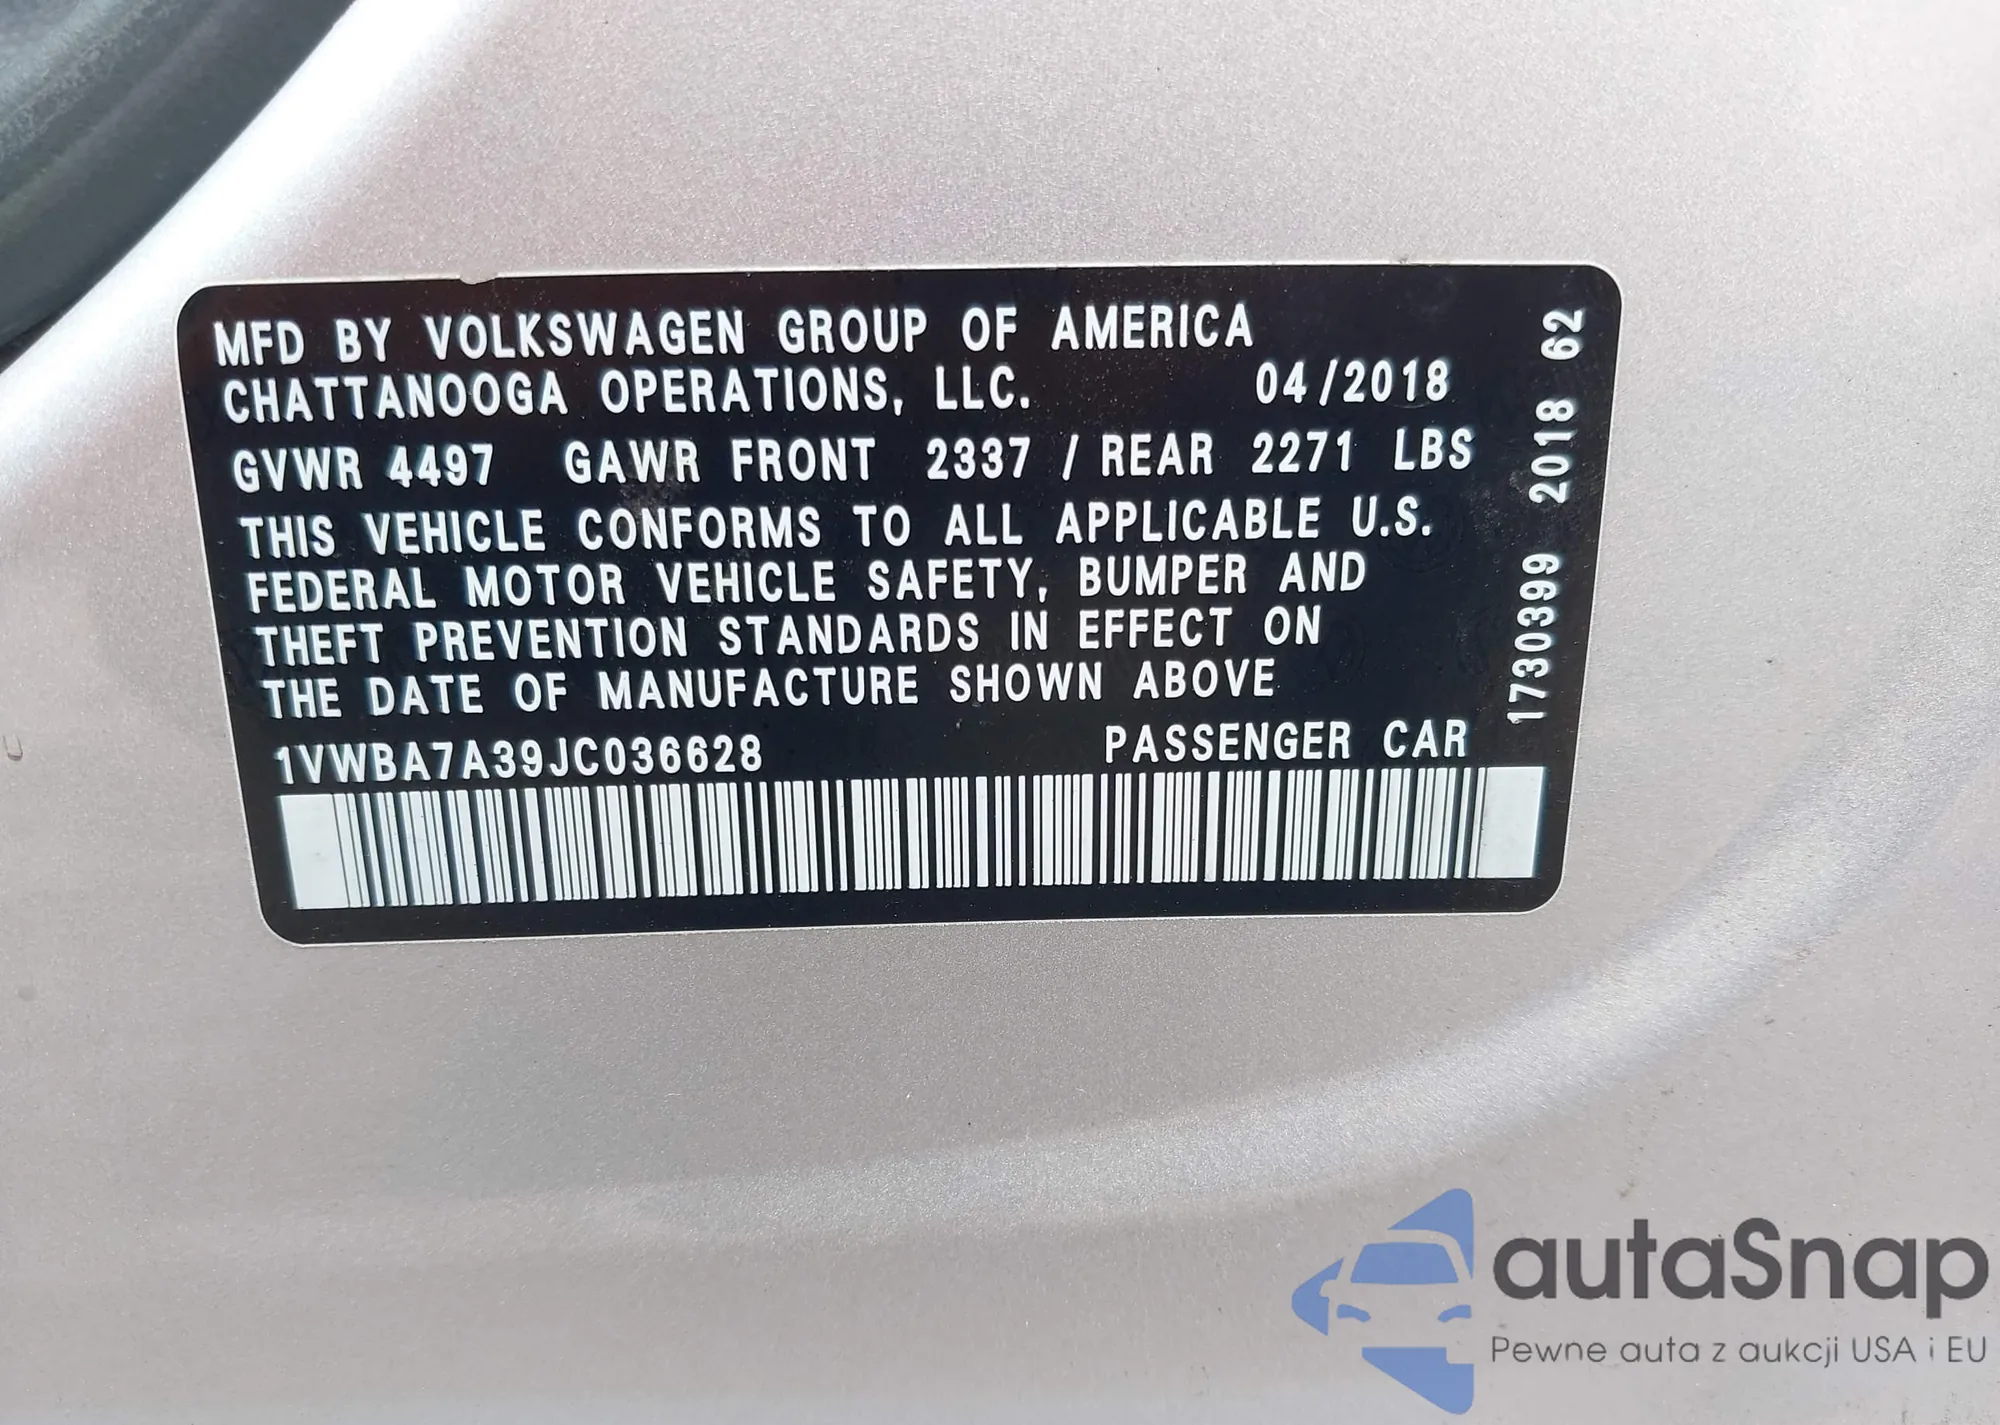 MFD BY VOLKSWAGEN GROUP OF AMERICA
CHATTANOOGA OPERATIONS, LLC. 04/2018
GVWR 4497 GAWR FRONT 2337 / REAR 2271 LBS
THIS VEHICLE CONFORMS TO ALL APPLICABLE U.S.
FEDERAL MOTOR VEHICLE SAFETY, BUMPER AND
THEFT PREVENTION STANDARDS IN EFFECT ON
THE DATE OF MANUFACTURE SHOWN ABOVE
1VWBA7A39JC036628 PASSENGER CAR
1730399 2018 62
autaSnap
Pewne auta z aukcji USA i EU